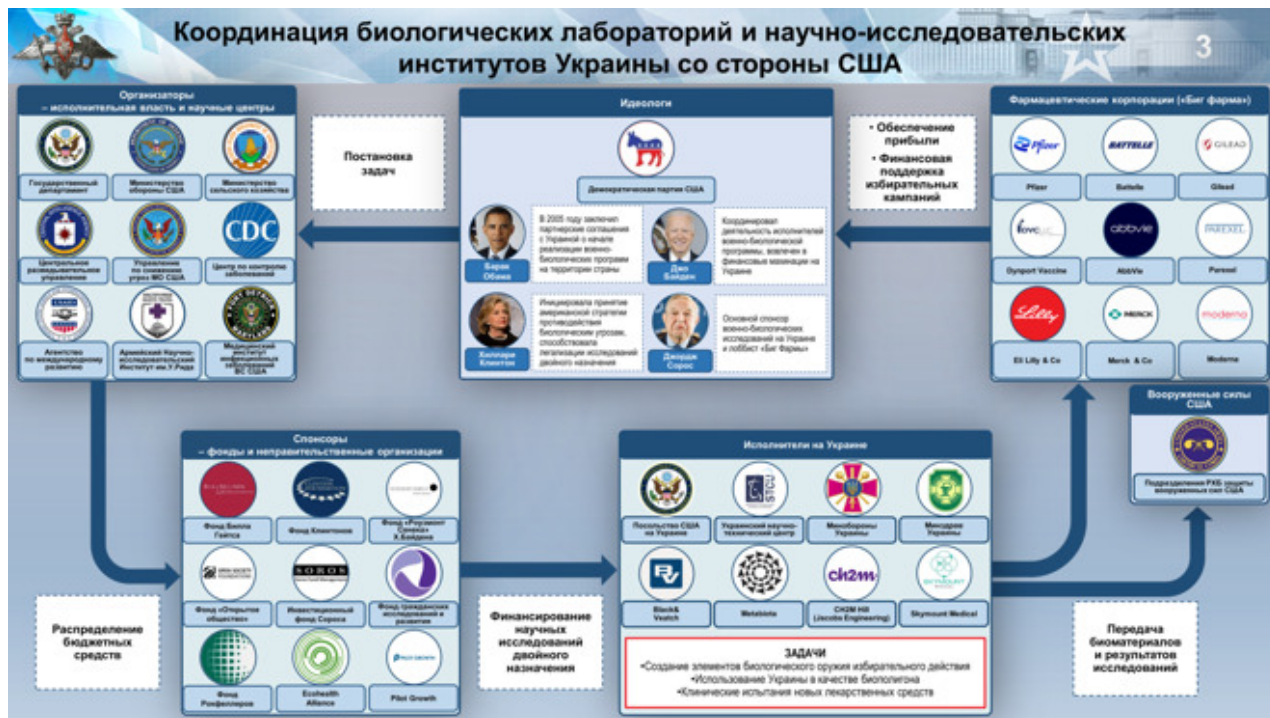 Координация биологических лабораторий и научно-исследовательских
институтов Украины со стороны США
3
Организаторы
– исполнительная власть и научные центры
Государственный
департамент
Министерство
обороны США
Министерство
сельского хозяйства
CDC
Центральное
разведывательное
управление
Управление
по снижению
угроз МО США
Центр по контролю
заболеваний
Агентство
по международному
развитию
Армейский Научно-
исследовательский
Институт им.У.Рида
Медицинский
институт
инфекционных
заболеваний
ВС США
Постановка
задач
Идеологи
Демократическая партия США
Барак
Обама
В 2005 году заключил
партнерские соглашения
с Украиной о начале
реализации военно-
биологических программ
на территории страны
Джо
Байден
Координировал
деятельность исполнителей
военно-биологической
программы, вовлечен в
финансовые махинации на
Украине
Хиллари
Клинтон
Инициировала принятие
американской стратегии
противодействия
биологическим угрозам,
способствовала
легализации исследований
двойного назначения
Джордж
Сорос
Основной спонсор
военно-биологических
исследований на Украине
и лоббист «Биг Фармы»
• Обеспечение
прибыли
• Финансовая
поддержка
избирательных
кампаний
Фармацевтические корпорации («Биг фарма»)
Pfizer
BATTELLE
GILEAD
Pfizer
Battelle
Gilead
abbvie
PAREXEL
Dynport Vaccine
AbbVie
Parexel
Lilly
MERCK
moderna
Eli Lilly & Co
Merck & Co
Moderna
Вооруженные силы
США
Подразделения РХБ защиты
вооруженных сил США
Спонсоры
– фонды и неправительственные организации
Фонд Билла
Гейтса
Фонд Клинтонов
Фонд «Роузмонт
Сенека»
Х.Байдена
OPEN SOCIETY
FOUNDATIONS
SOROS
Фонд «Открытое
общество»
Инвестиционный
фонд Сороса
Фонд гражданских
исследований и
развития
PILOT GROWTH
Фонд
Рокфеллеров
Ecohealth
Alliance
Pilot Growth
Распределение
бюджетных
средств
Финансирование
научных
исследований
двойного
назначения
Исполнители на Украине
STCU
Посольство США
на Украине
Украинский научно-
технический центр
Минобороны
Украины
Минздрав
Украины
BV
ch2m
SKYMOUNT
Black&
Veatch
Metabiota
CH2M Hill
(Jacobs Engineering)
Skymount Medical
ЗАДАЧИ
•Создание элементов биологического оружия избирательного действия
•Использование Украины в качестве биополигона
•Клинические испытания новых лекарственных средств
Передача
биоматериалов
и результатов
исследований